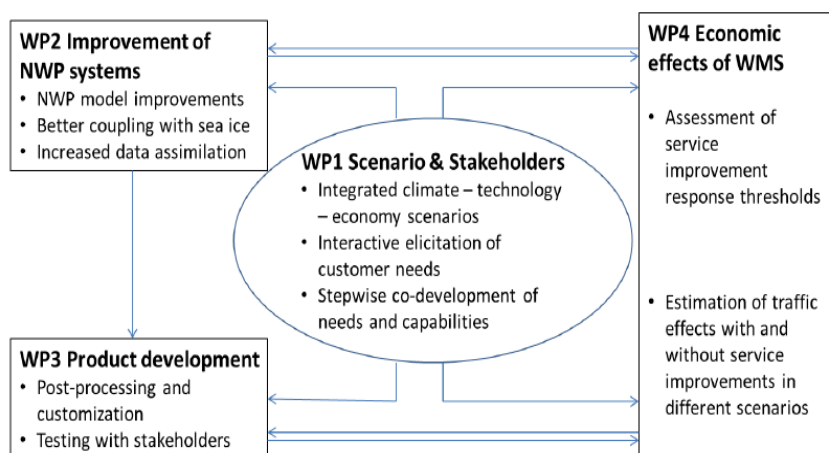 WP2 Improvement of
NWP systems
• NWP model improvements
• Better coupling with sea ice
• Increased data assimilation
WP1 Scenario & Stakeholders
• Integrated climate – technology
– economy scenarios
• Interactive elicitation of
customer needs
• Stepwise co-development of
needs and capabilities
WP3 Product development
• Post-processing and
customization
• Testing with stakeholders
WP4 Economic
effects of WMS
• Assessment of
service
improvement
response thresholds
• Estimation of traffic
effects with and
without service
improvements in
different scenarios